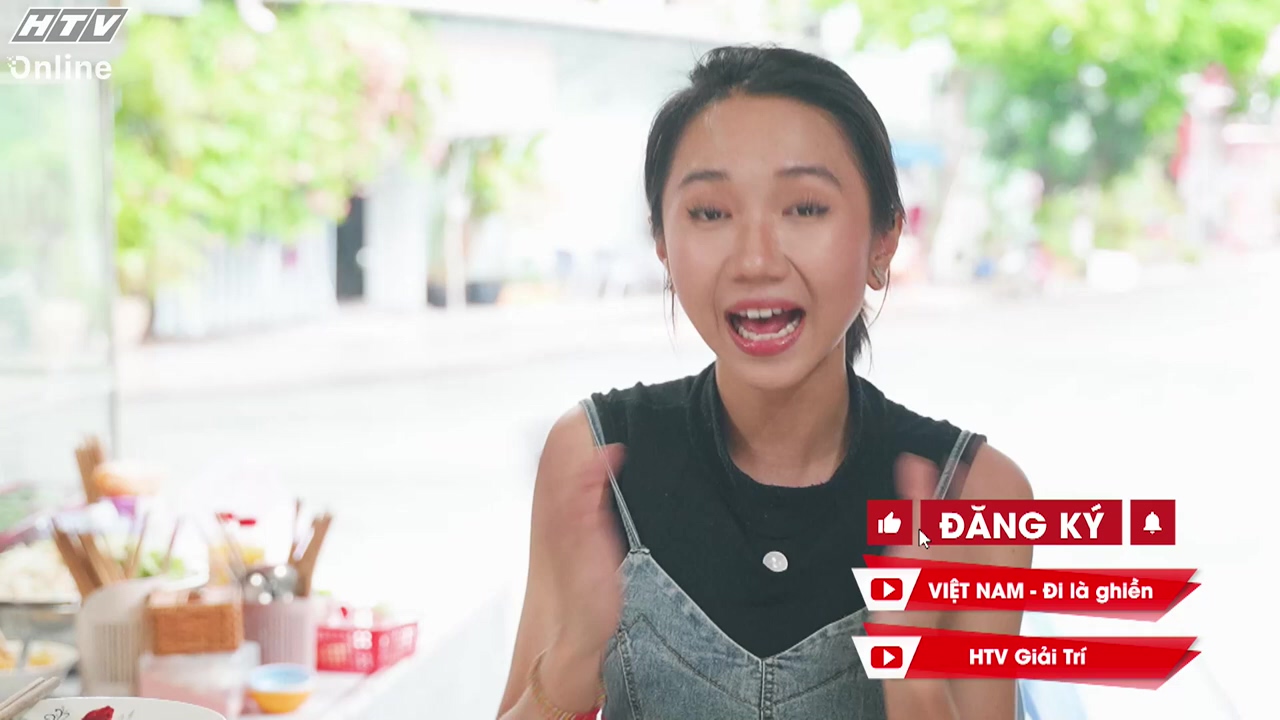 HTV
Online
ĐĂNG KÝ
VIỆT NAM - Đi là ghiền
HTV Giải Trí